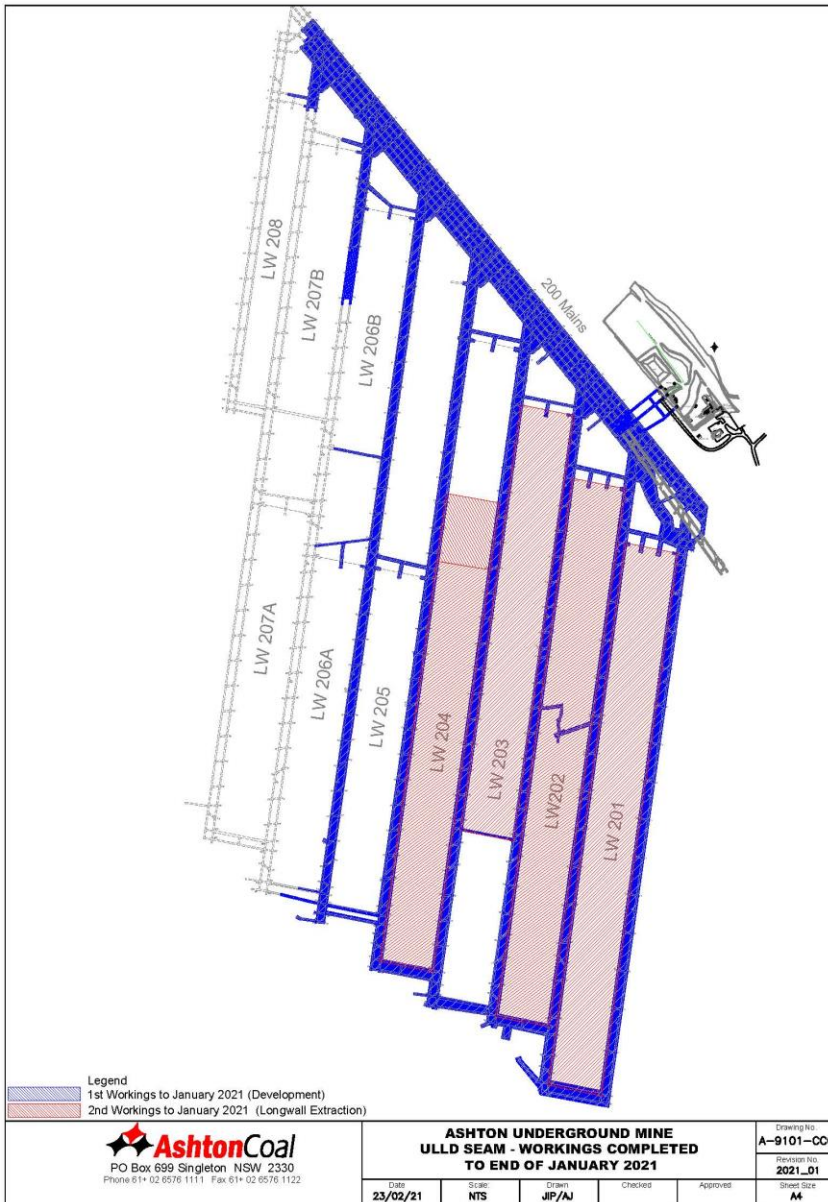 LW 208
LW 207B
LW 206B
200 Mains
LW 207A
LW 206A
LW 205
LW 204
LW 203
LW202
LW 201
Legend
1st Workings to January 2021 (Development)
2nd Workings to January 2021 (Longwall Extraction)
AshtonCoal
PO Box 699 Singleton NSW 2330
Phone 61+ 02 6576 1111 Fax 61+ 02 6576 1122
ASHTON UNDERGROUND MINE
ULLD SEAM - WORKINGS COMPLETED
TO END OF JANUARY 2021
Drawing No.
Revision No.
2021_01
Date
23/02/21
Scale
NTS
Drawn
JIP/AJ
Checked
Approved
Sheet Size
A4